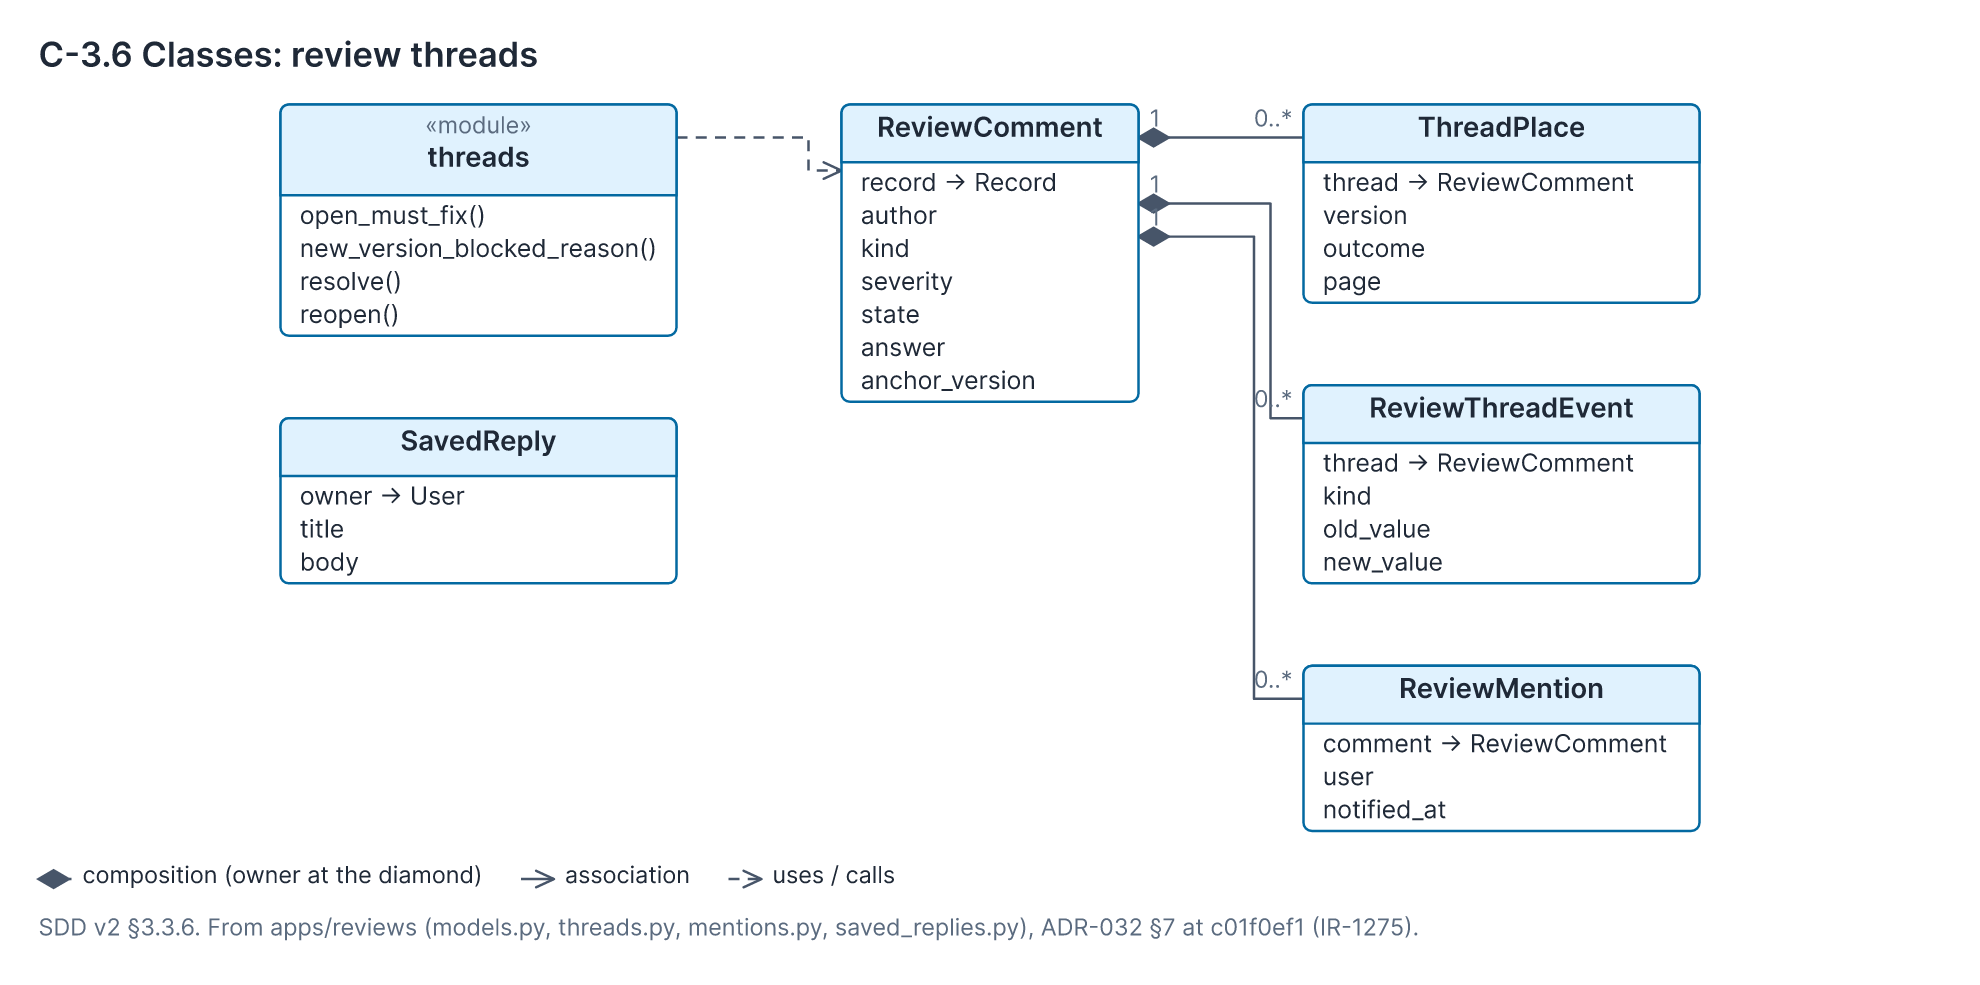 C-3.6 Classes: review threads
«module»
threads
open_must_fix()
new_version_blocked_reason()
resolve()
reopen()
SavedReply
owner → User
title
body
ReviewComment
record → Record
author
kind
severity
state
answer
anchor_version
1
0..*
1
0..*
1
0..*
ThreadPlace
thread → ReviewComment
version
outcome
page
ReviewThreadEvent
thread → ReviewComment
kind
old_value
new_value
ReviewMention
comment → ReviewComment
user
notified_at
composition (owner at the diamond)
association
uses / calls
SDD v2 §3.3.6. From apps/reviews (models.py, threads.py, mentions.py, saved_replies.py), ADR-032 §7 at c01f0ef1 (IR-1275).